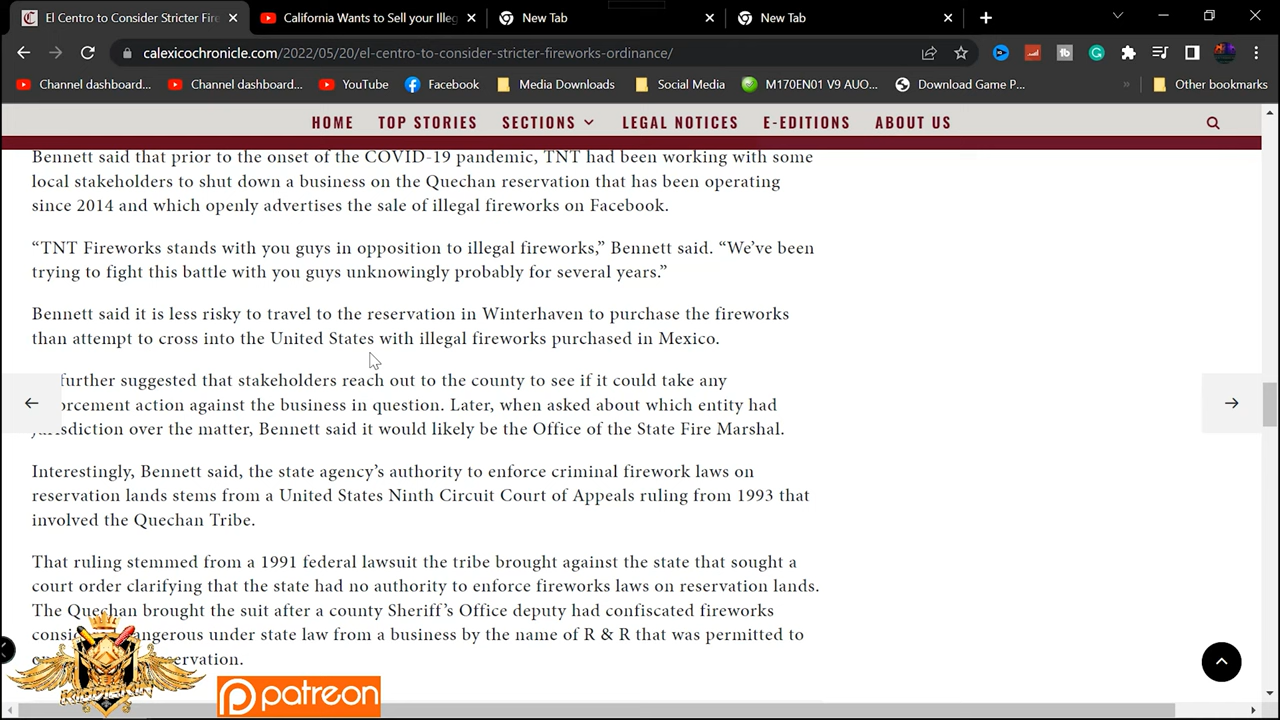 El Centro to Consider Stricter Fire
California Wants to Sell your Illeg
New Tab
New Tab
calexicochronicle.com/2022/05/20/el-centro-to-consider-stricter-fireworks-ordinance/
Channel dashboard...
Channel dashboard...
YouTube
Facebook
Media Downloads
Social Media
M170EN01 V9 AUO...
Download Game P...
Other bookmarks
HOME
TOP STORIES
SECTIONS
LEGAL NOTICES
E-EDITIONS
ABOUT US
Bennett said that prior to the onset of the COVID-19 pandemic, TNT had been working with some
local stakeholders to shut down a business on the Quechan reservation that has been operating
since 2014 and which openly advertises the sale of illegal fireworks on Facebook.
“TNT Fireworks stands with you guys in opposition to illegal fireworks,” Bennett said. “We’ve been
trying to fight this battle with you guys unknowingly probably for several years.”
Bennett said it is less risky to travel to the reservation in Winterhaven to purchase the fireworks
than attempt to cross into the United States with illegal fireworks purchased in Mexico.
further suggested that stakeholders reach out to the county to see if it could take any
orcement action against the business in question. Later, when asked about which entity had
jurisdiction over the matter, Bennett said it would likely be the Office of the State Fire Marshal.
Interestingly, Bennett said, the state agency’s authority to enforce criminal firework laws on
reservation lands stems from a United States Ninth Circuit Court of Appeals ruling from 1993 that
involved the Quechan Tribe.
That ruling stemmed from a 1991 federal lawsuit the tribe brought against the state that sought a
court order clarifying that the state had no authority to enforce fireworks laws on reservation lands.
The Quechan brought the suit after a county Sheriff’s Office deputy had confiscated fireworks
dangerous under state law from a business by the name of R & R that was permitted to
reservation.
patreon